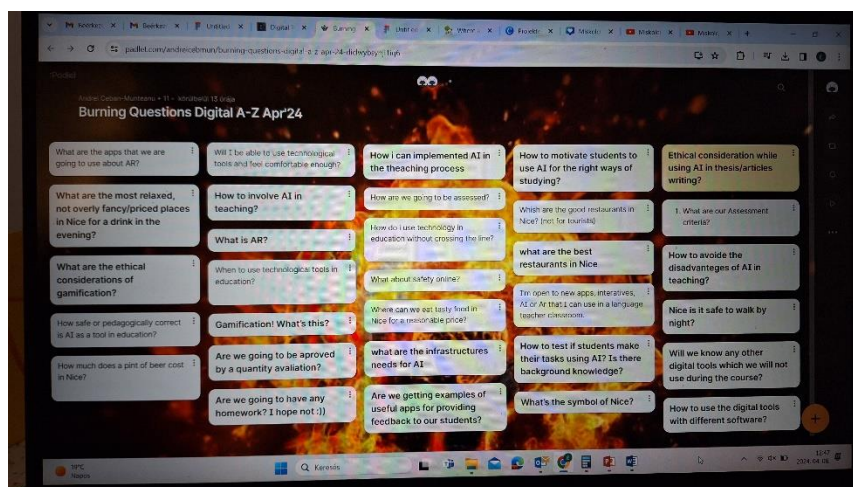 padlet.com/andreicebmun/burning-questions-digital-a-z-apr-24-
Padlet
Burning Questions Digital A-Z Apr'24
What are the apps that we are
going to use about AR?
What are the most relaxed,
not overly fancy/priced places
in Nice for a drink in the
evening?
What are the ethical
considerations of
gamification?
How safe or pedagogically correct
is AI as a tool in education?
How much does a pint of beer cost
in Nice?
Will I be able to use technological
tools and feel comfortable enough?
How to involve AI in
teaching?
What is AR?
When to use technological tools in
education?
Gamification! What's this?
Are we going to be aproved
by a quantity avaliation?
Are we going to have any
homework? I hope not :))
How i can implemented AI in
the theaching process
How are we going to be assessed?
How do i use technology in
education without crossing the line?
What about safety online?
Where can we eat tasty food in
Nice for a reasonable price?
what are the infrastructures
needs for AI
Are we getting examples of
useful apps for providing
feedback to our students?
How to motivate students to
use AI for the right ways of
studying?
Which are the good restaurants in
Nice? (not for tourists)
what are the best
restaurants in Nice
I'm open to new apps, interatives,
AI or Ar that I can use in a language
teacher classroom.
How to test if students make
their tasks using AI? Is there
background knowledge?
What's the symbol of Nice?
Ethical consideration while
using AI in thesis/articles
writing?
1. What are our Assessment
criteria?
How to avoide the
disadvanteges of AI in
teaching?
Nice is it safe to walk by
night?
Will we know any other
digital tools which we will not
use during the course?
How to use the digital tools
with different software?
19°C
Napos
Keresés